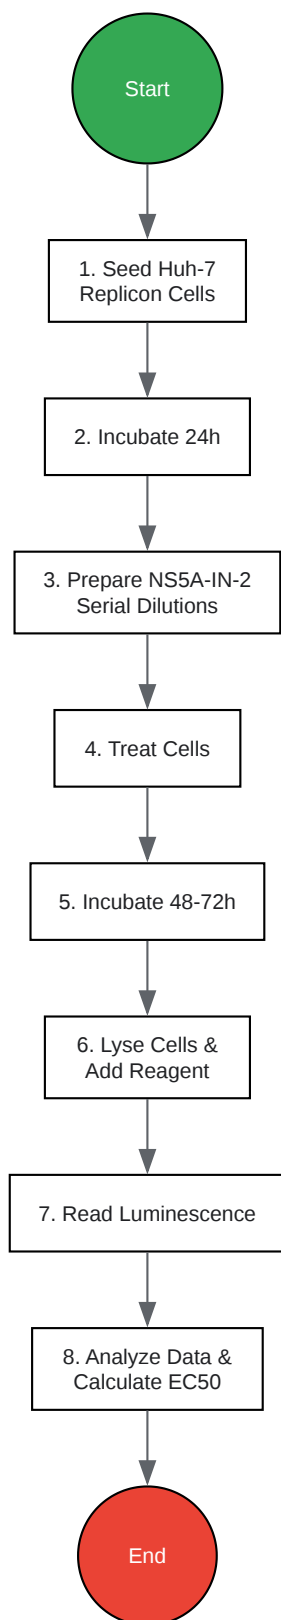 Start
1. Seed Huh-7
Replicon Cells
2. Incubate 24h
3. Prepare NS5A-IN-2
Serial Dilutions
4. Treat Cells
5. Incubate 48-72h
6. Lyse Cells &
Add Reagent
7. Read Luminescence
8. Analyze Data &
Calculate EC50
End